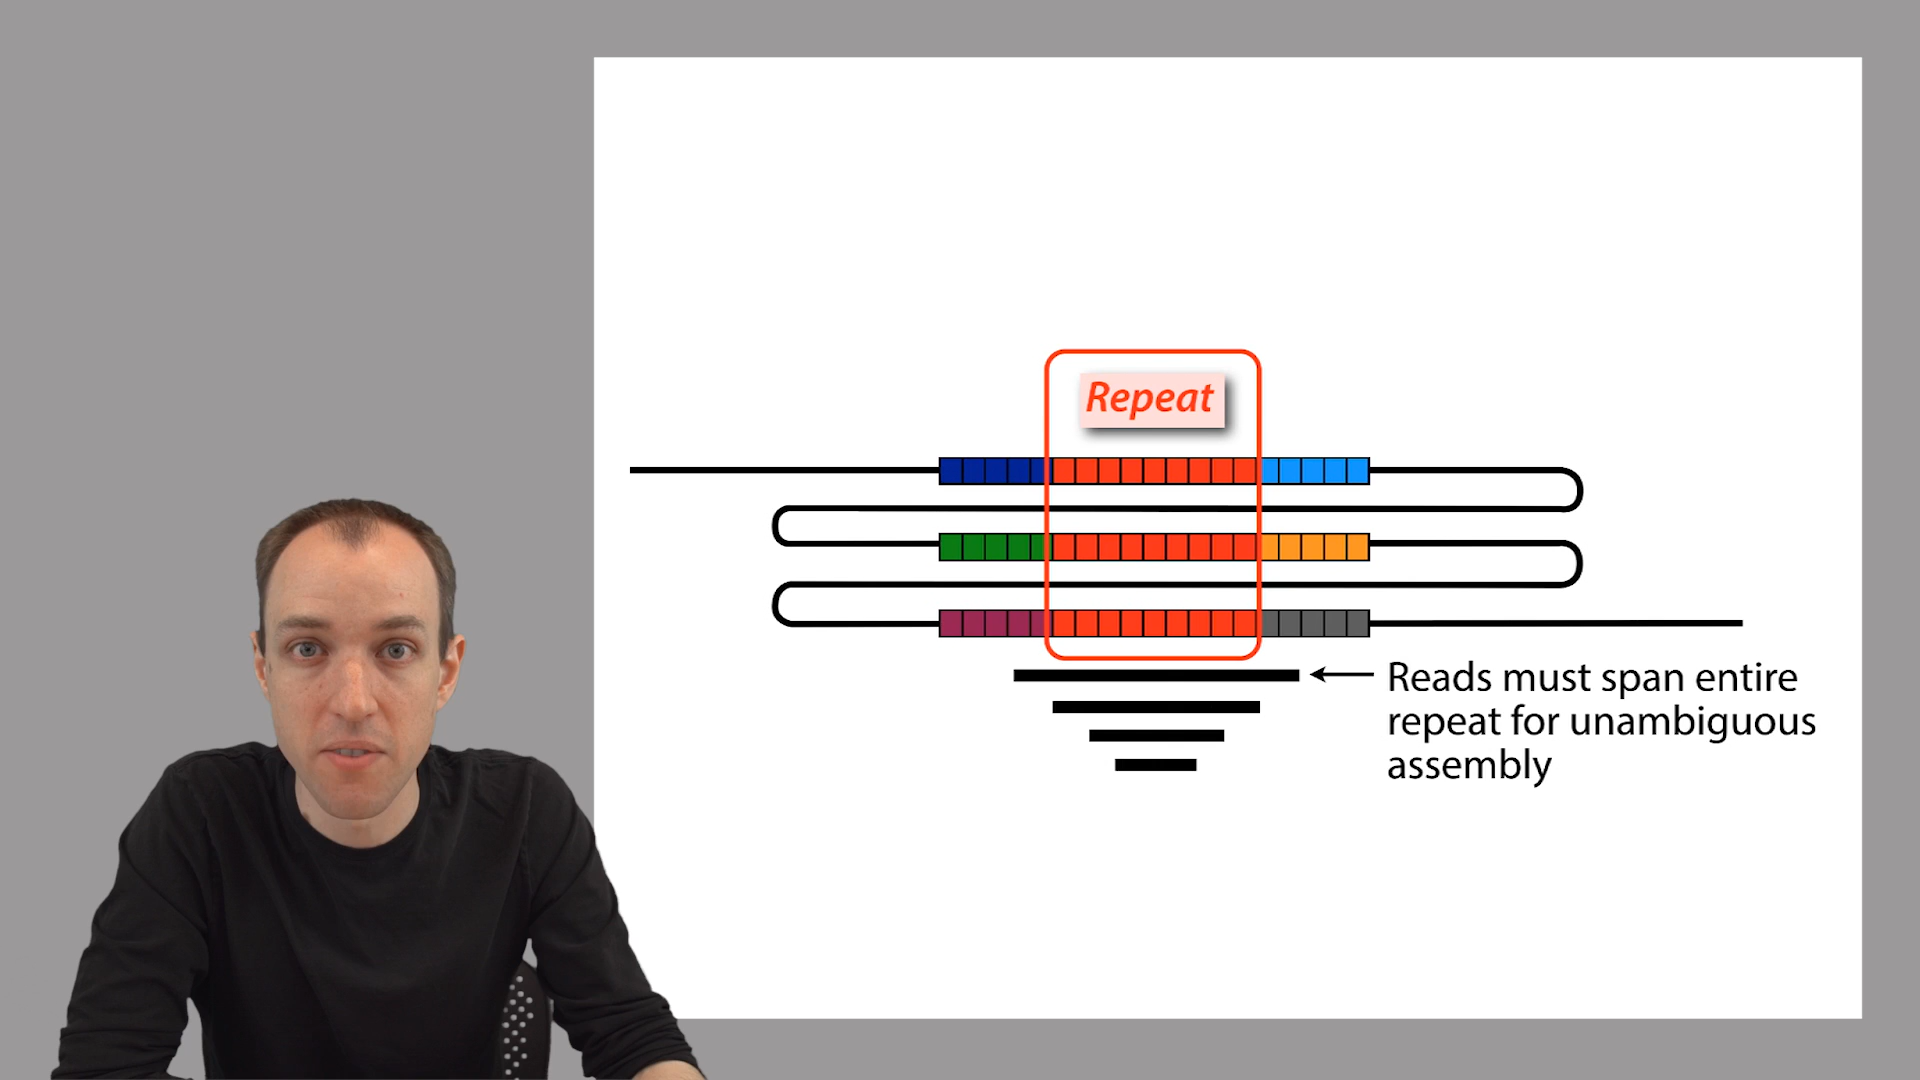 Repeat
Reads must span entire
repeat for unambiguous
assembly